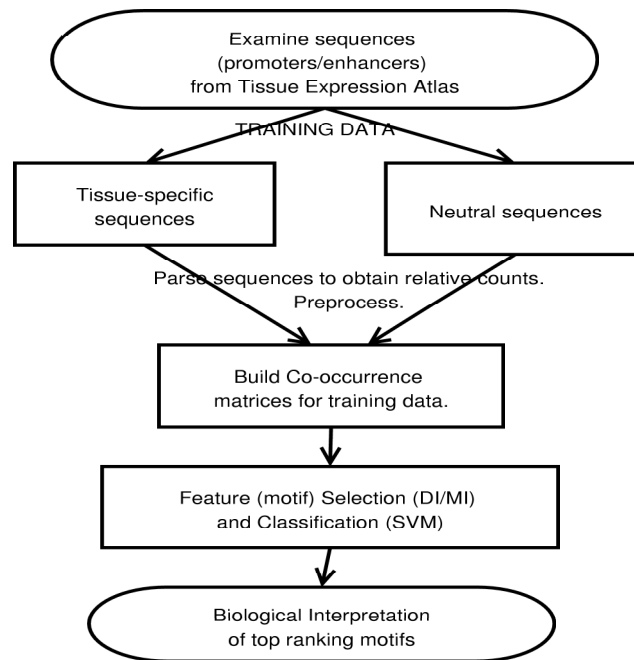 Examine sequences
(promoters/enhancers)
from Tissue Expression Atlas
TRAINING DATA
Tissue-specific
sequences
Neutral sequences
Parse sequences to obtain relative counts.
Preprocess.
Build Co-occurrence
matrices for training data.
Feature (motif) Selection (DI/MI)
and Classification (SVM)
Biological Interpretation
of top ranking motifs